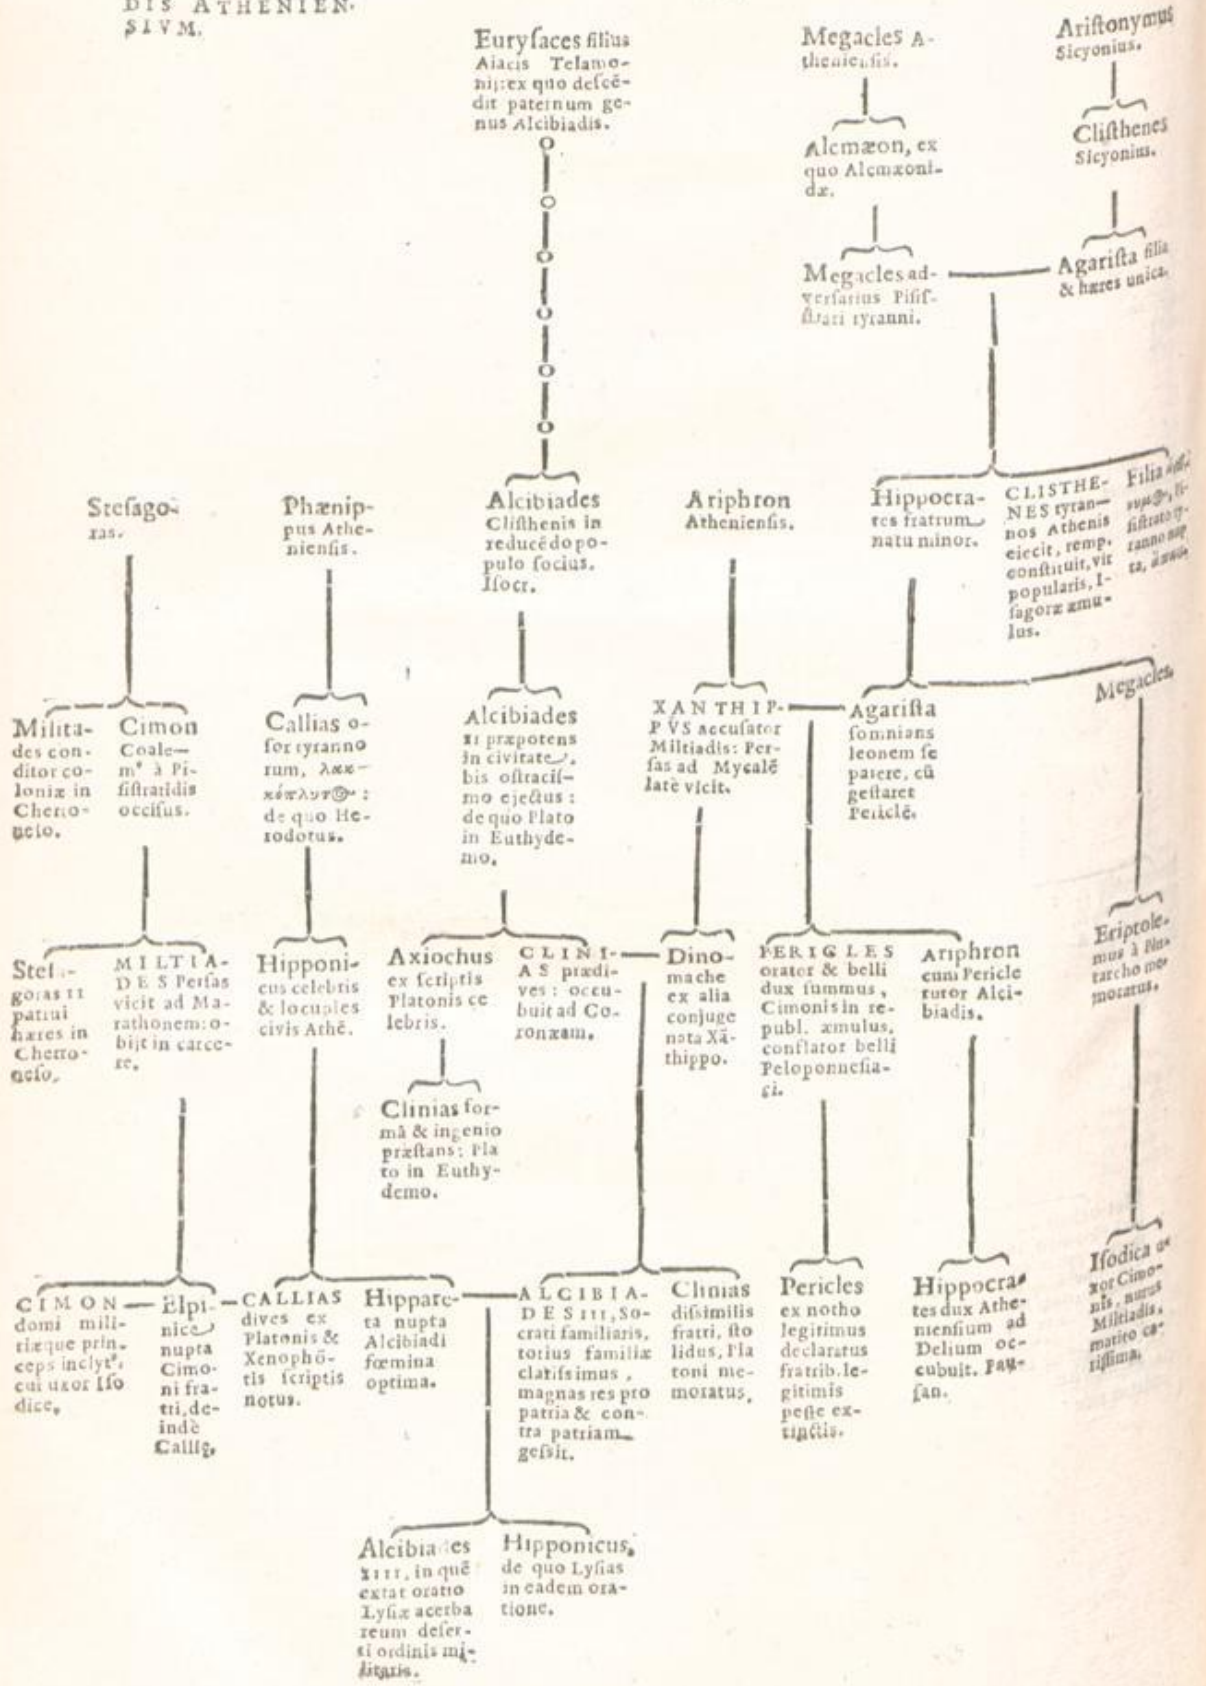 DIS ATHENIEN-
SIVM.
Euryſaces filius
Aiacis Telamo-
nij: ex quo deſcē-
dit paternum ge-
nus Alcibiadis.
Megacles A-
thenienſis.
Ariſtonymus
Sicyonius.
Alcmæon, ex
quo Alcmæoni-
dæ.
Cliſthenes
Sicyonius.
Megacles ad-
verſarius Piſiſ-
ſtrati tyranni.
Agariſta filia
& hæres unica.
Steſago-
ras.
Phænip-
pus Athe-
nienſis.
Alcibiades
Cliſthenis in
reducēdo po-
pulo ſocius.
Iſocr.
Ariphron
Athenienſis.
Hippocra-
tes fratrum
natu minor.
CLISTHE-
NES tyran-
nos Athenis
eiecit, remp.
conſtituit, vir
popularis, I-
ſagoræ æmu-
lus.
Filia
Pi-
ſiſtrato ty-
ranno nup
ta,
Miltia-
des con-
ditor co-
loniæ in
Cherro-
neſo.
Cimon
Coale-
mꝰ à Pi-
ſiſtratidis
occiſus.
Callias o-
ſor tyranno
rum, λακ-
κόπλυτος:
de quo He-
rodotus.
Alcibiades
II præpotens
in civitate,
bis oſtraciſ-
mo ejectus:
de quo Plato
in Euthyde-
mo.
XANTHIP-
PVS accuſator
Miltiadis: Per-
ſas ad Mycalē
latè vicit.
Agariſta
ſomnians
leonem ſe
parere, cū
geſtaret
Periclē.
Megacles.
Steſa-
goras II
patrui
hæres in
Cherro-
neſo.
MILTIA-
DES Perſas
vicit ad Ma-
rathonem: o-
bijt in carce-
re.
Hipponi-
cus celebris
& locuples
civis Athē.
Axiochus
ex ſcriptis
Platonis ce
lebris.
CLINI-
AS prædi-
ves: occu-
buit ad Co-
ronæam.
Dino-
mache
ex alia
conjuge
nata Xā-
thippo.
PERICLES
orator & belli
dux ſummus,
Cimonis in re-
publ. æmulus,
conflator belli
Peloponneſia-
ci.
Ariphron
cum Pericle
tutor Alci-
biadis.
Eriptole-
mus à Plu-
tarcho me-
moratus.
Clinias for-
mâ & ingenio
præſtans: Pla
to in Euthy-
demo.
CIMON
domi mili-
tiæque prin-
ceps inclytꝰ,
cui uxor Iſo
dice.
Elpi-
nice
nupta
Cimo-
ni fra-
tri, de-
indè
Calliȩ.
CALLIAS
dives ex
Platonis &
Xenophō-
tis ſcriptis
notus.
Hippare-
ta nupta
Alcibiadi
fœmina
optima.
ALCIBIA-
DES III, So-
crati familiaris,
totius familiæ
clariſsimus,
magnas res pro
patria & con-
tra patriam
geſsit.
Clinias
diſsimilis
fratri, ſto
lidus, Pla
toni me-
moratus.
Pericles
ex notho
legitimus
declaratus
fratrib. le-
gitimis
peſte ex-
tinctis.
Hippocra-
tes dux Athe-
nienſium ad
Delium oc-
cubuit. Pau-
ſan.
Iſodica u-
xor Cimo-
nis, nurus
Miltiadis,
marito ca-
riſſima.
Alcibiades
IIII, in quē
extat oratio
Lyſiæ acerba
reum deſer-
ti ordinis mi-
litaris.
Hipponicus,
de quo Lyſias
in eadem ora-
tione.